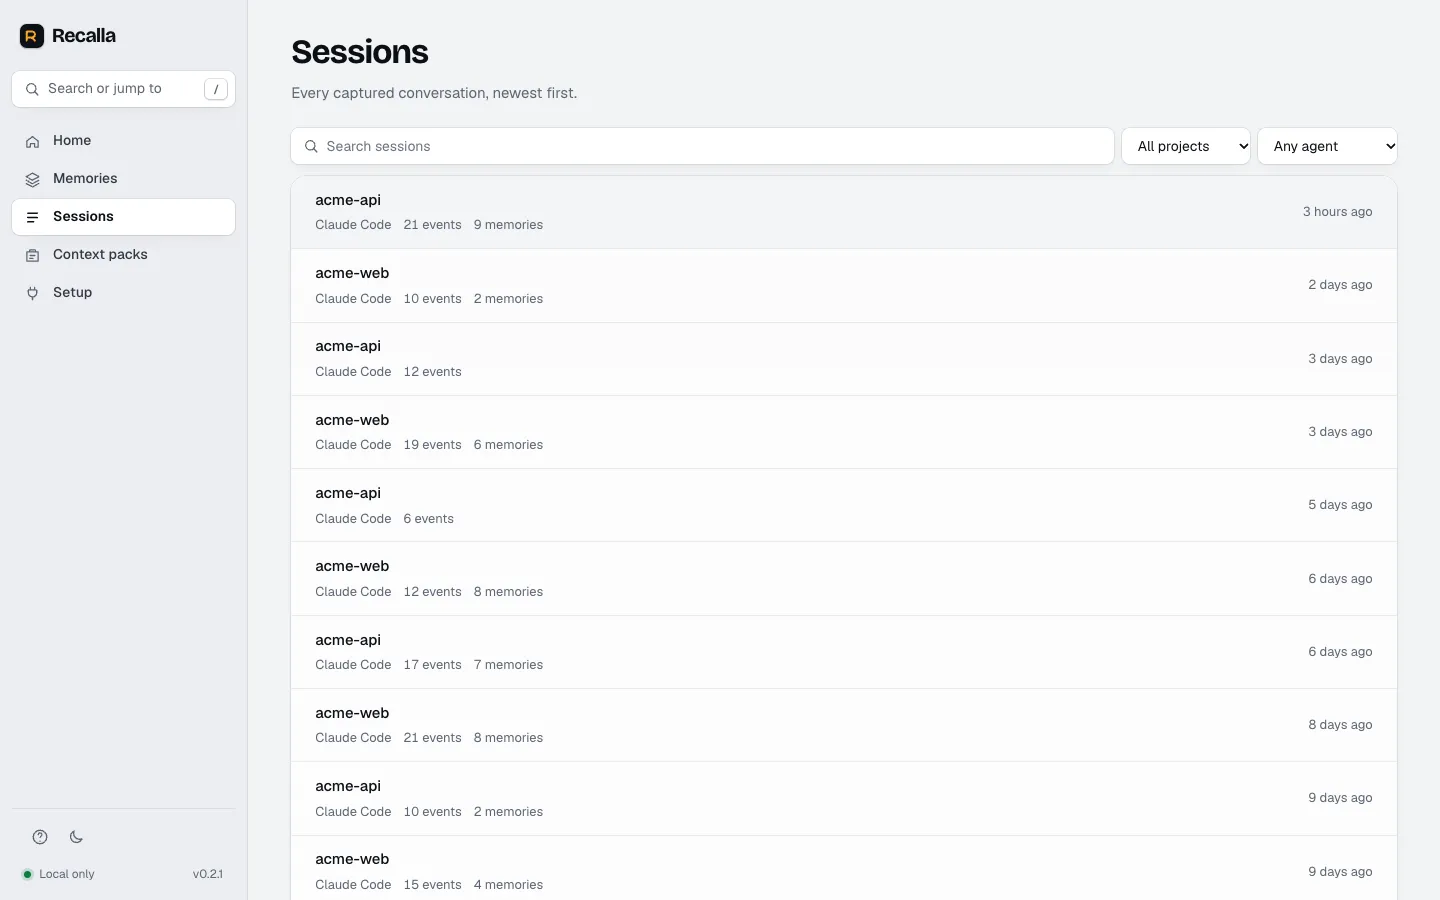 Recalla
Search or jump to /
Home
Memories
Sessions
Context packs
Setup
Local only v0.2.1
Sessions
Every captured conversation, newest first.
Search sessions All projects Any agent
acme-api
Claude Code 21 events 9 memories 3 hours ago
acme-web
Claude Code 10 events 2 memories 2 days ago
acme-api
Claude Code 12 events 3 days ago
acme-web
Claude Code 19 events 6 memories 3 days ago
acme-api
Claude Code 6 events 5 days ago
acme-web
Claude Code 12 events 8 memories 6 days ago
acme-api
Claude Code 17 events 7 memories 6 days ago
acme-web
Claude Code 21 events 8 memories 8 days ago
acme-api
Claude Code 10 events 2 memories 9 days ago
acme-web
Claude Code 15 events 4 memories 9 days ago